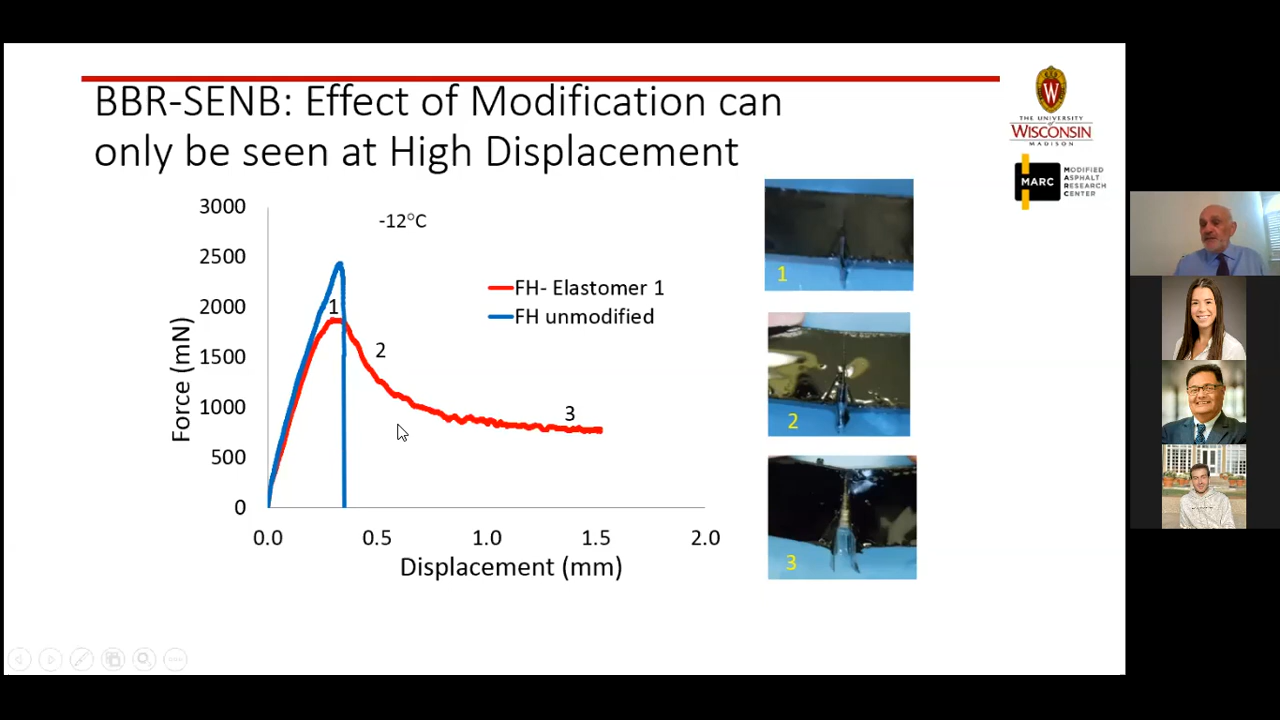 BBR-SENB: Effect of Modification can
only be seen at High Displacement
THE UNIVERSITY
of
WISCONSIN
MADISON
MARC
MODIFIED
ASPHALT
RESEARCH
CENTER
-12°C
3000
2500
2000
1500
1000
500
0
Force (mN)
FH- Elastomer 1
FH unmodified
1
2
3
0.0 0.5 1.0 1.5 2.0
Displacement (mm)
1
2
3
W